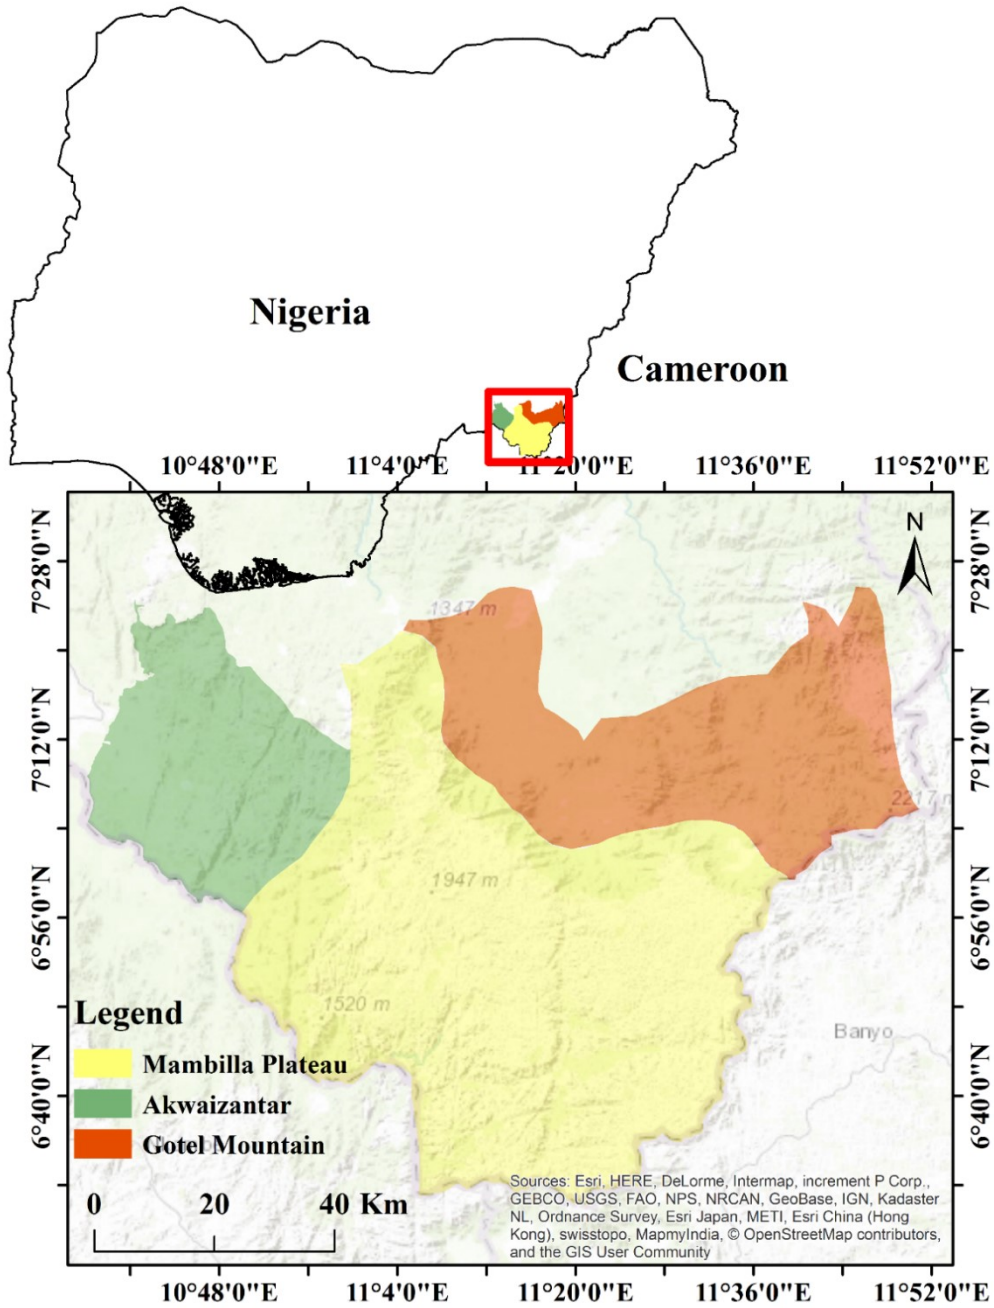 Nigeria
Cameroon
10°48'0"E 11°4'0"E 11°20'0"E 11°36'0"E 11°52'0"E
N
7°28'0"N 7°28'0"N
1347 m
7°12'0"N 7°12'0"N
2217 m
1947 m
6°56'0"N 6°56'0"N
1520 m
Legend
Banyo
Mambilla Plateau
6°40'0"N 6°40'0"N
Akwaizantar
Gotel Mountain
0 20 40 Km
Sources: Esri, HERE, DeLorme, Intermap, increment P Corp.,
GEBCO, USGS, FAO, NPS, NRCAN, GeoBase, IGN, Kadaster
NL, Ordnance Survey, Esri Japan, METI, Esri China (Hong
Kong), swisstopo, MapmyIndia, © OpenStreetMap contributors,
and the GIS User Community
10°48'0"E 11°4'0"E 11°20'0"E 11°36'0"E 11°52'0"E